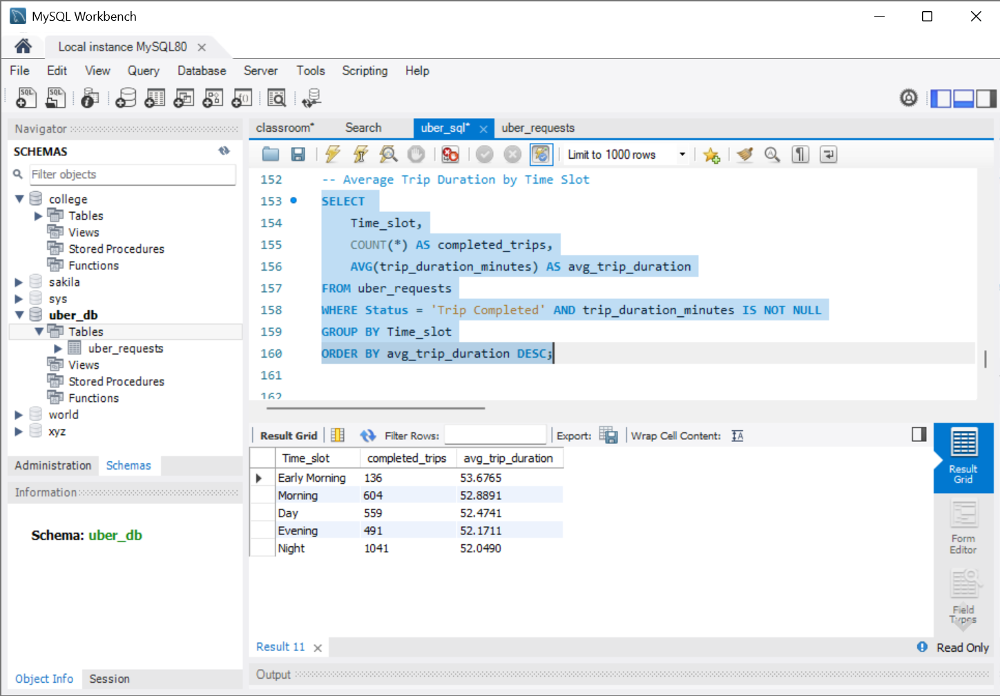 MySQL Workbench
Local instance MySQL80
File Edit View Query Database Server Tools Scripting Help
Navigator
SCHEMAS
Filter objects
college
Tables
Views
Stored Procedures
Functions
sakila
sys
uber_db
Tables
uber_requests
Views
Stored Procedures
Functions
world
xyz
Administration Schemas
Information
Schema: uber_db
Object Info Session
classroom* Search uber_sql* uber_requests
Limit to 1000 rows
152 -- Average Trip Duration by Time Slot
153 SELECT
154 Time_slot,
155 COUNT(*) AS completed_trips,
156 AVG(trip_duration_minutes) AS avg_trip_duration
157 FROM uber_requests
158 WHERE Status = 'Trip Completed' AND trip_duration_minutes IS NOT NULL
159 GROUP BY Time_slot
160 ORDER BY avg_trip_duration DESC;
161
162
Result Grid Filter Rows: Export: Wrap Cell Content:
Time_slot completed_trips avg_trip_duration
Early Morning 136 53.6765
Morning 604 52.8891
Day 559 52.4741
Evening 491 52.1711
Night 1041 52.0490
Result
Grid
Form
Editor
Field
Types
Result 11
Read Only
Output